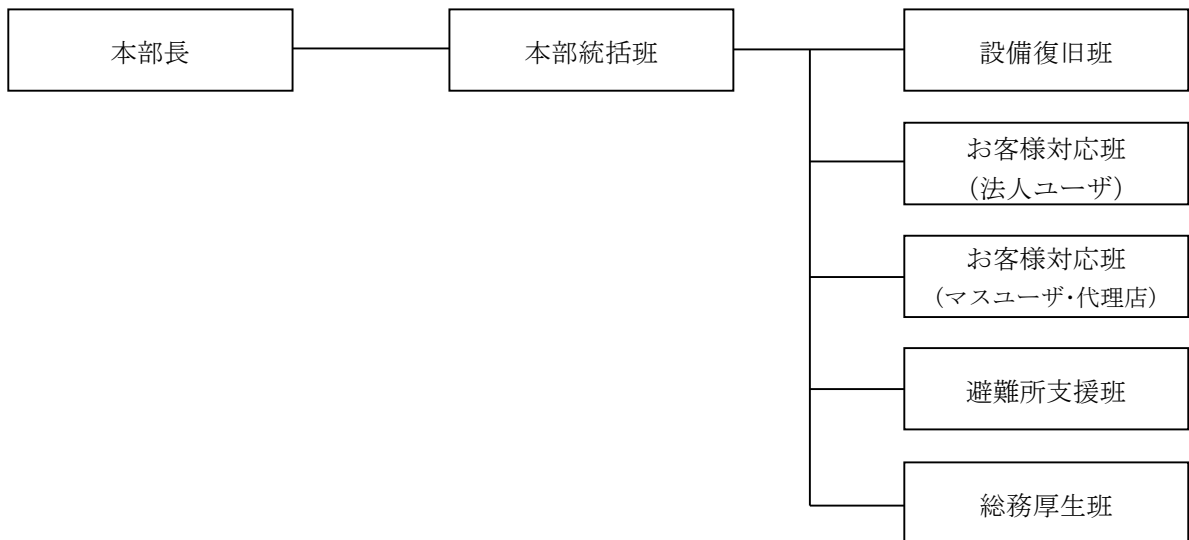 本部長
本部統括班
設備復旧班
お客様対応班
（法人ユーザ）
お客様対応班
（マスユーザ・代理店）
避難所支援班
総務厚生班